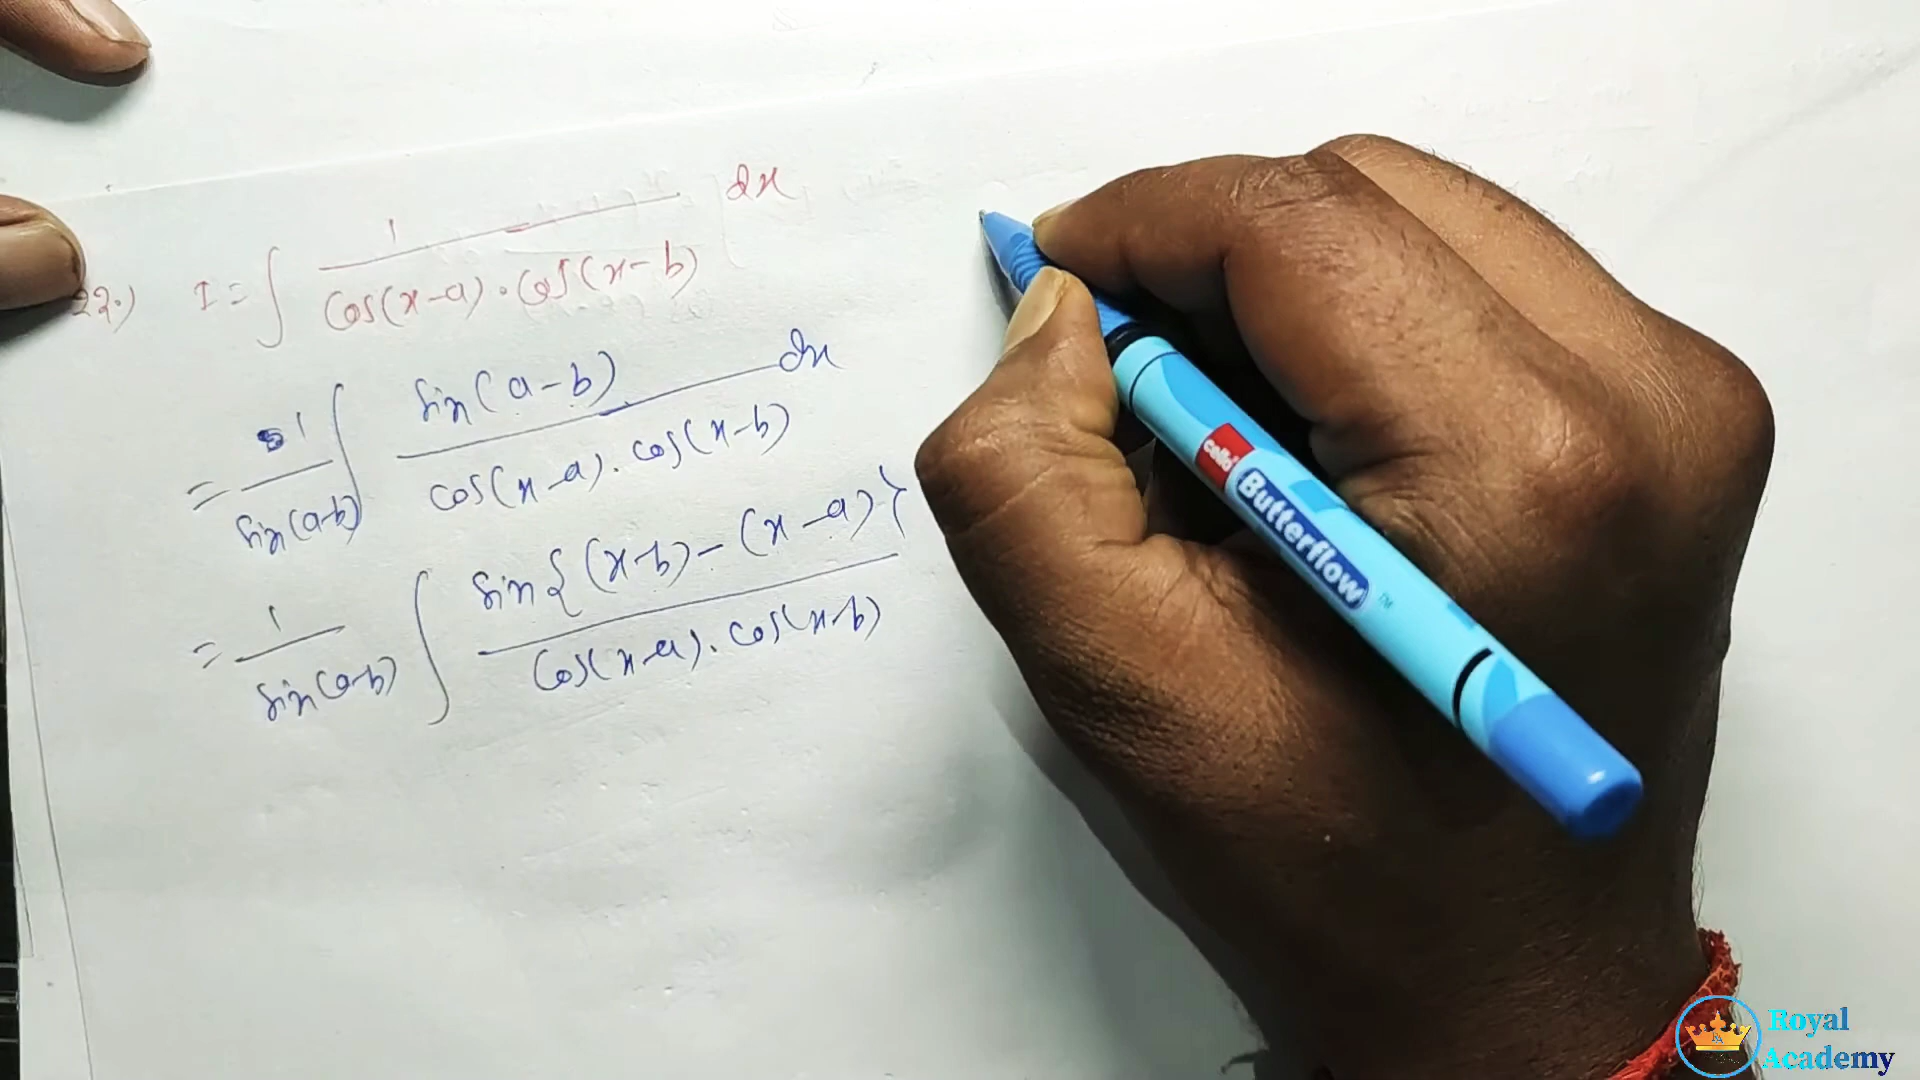 22.) I = ∫ 1 / cos(x-a) · cos(x-b) dx
= 1 / sin(a-b) ∫ sin(a-b) / cos(x-a) · cos(x-b) dx
= 1 / sin(a-b) ∫ sin{(x-b) - (x-a)} / cos(x-a) · cos(x-b)
cello
Butterflow™
Royal
Academy